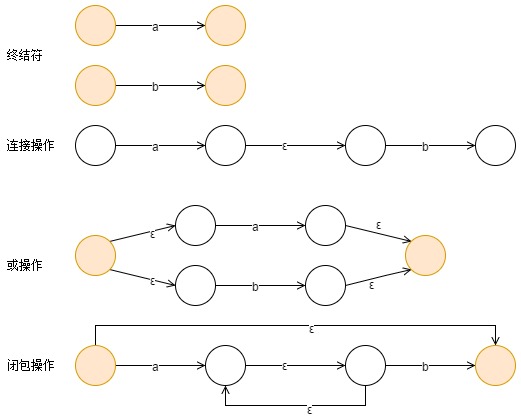 a
终结符
b
连接操作 a ε b
ε a ε
或操作
ε b ε
ε
闭包操作 a ε b
ε